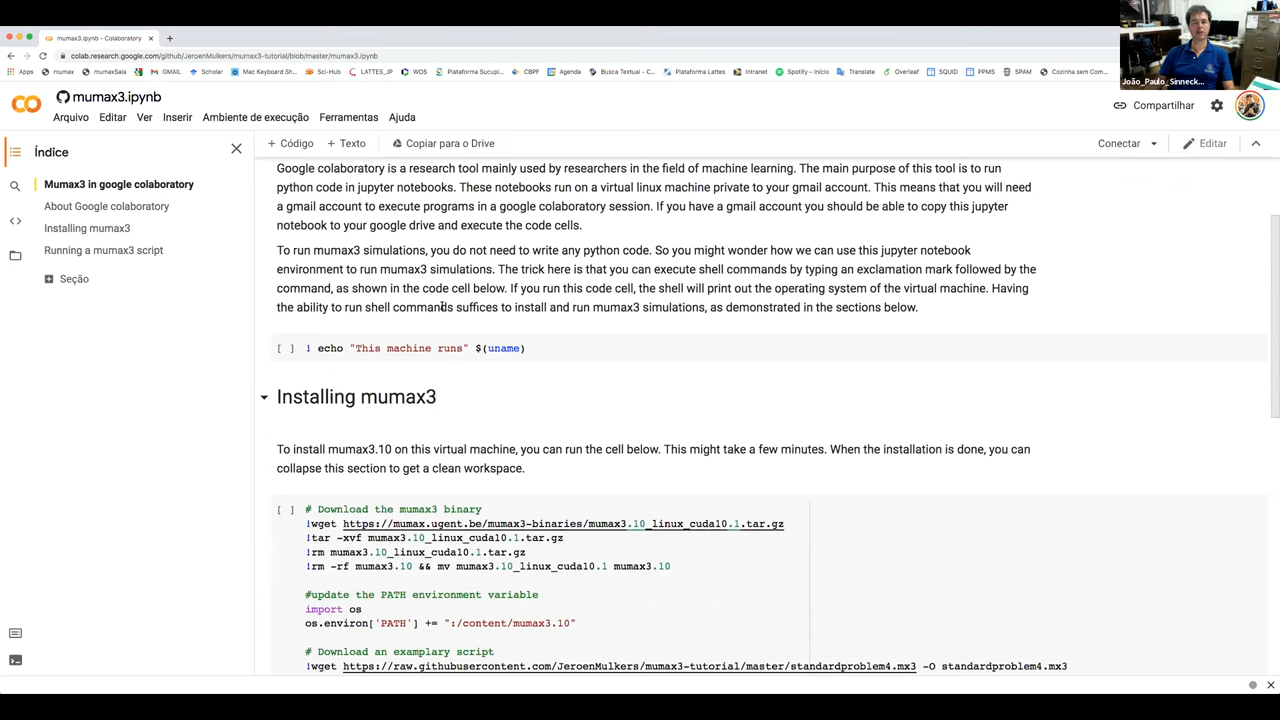 mumax3.ipynb - Colaboratory
colab.research.google.com/github/JeroenMulkers/mumax3-tutorial/blob/master/mumax3.ipynb
Apps mumax mumaxSala GMAIL Scholar Mac Keyboard Sh... Sci-Hub LATTES_JP WOS Plataforma Sucupi... CBPF Agenda Busca Textual - C... Plataforma Lattes Intranet Spotify – Início Translate Overleaf SQUID PPMS SPAM Cozinha sem Com...
João_Paulo_Sinneck...
mumax3.ipynb
Arquivo Editar Ver Inserir Ambiente de execução Ferramentas Ajuda
Compartilhar
Índice
Mumax3 in google colaboratory
About Google colaboratory
Installing mumax3
Running a mumax3 script
Seção
+ Código + Texto Copiar para o Drive
Conectar Editar
Google colaboratory is a research tool mainly used by researchers in the field of machine learning. The main purpose of this tool is to run
python code in jupyter notebooks. These notebooks run on a virtual linux machine private to your gmail account. This means that you will need
a gmail account to execute programs in a google colaboratory session. If you have a gmail account you should be able to copy this jupyter
notebook to your google drive and execute the code cells.
To run mumax3 simulations, you do not need to write any python code. So you might wonder how we can use this jupyter notebook
environment to run mumax3 simulations. The trick here is that you can execute shell commands by typing an exclamation mark followed by the
command, as shown in the code cell below. If you run this code cell, the shell will print out the operating system of the virtual machine. Having
the ability to run shell commands suffices to install and run mumax3 simulations, as demonstrated in the sections below.
[ ] ! echo "This machine runs" $(uname)
Installing mumax3
To install mumax3.10 on this virtual machine, you can run the cell below. This might take a few minutes. When the installation is done, you can
collapse this section to get a clean workspace.
[ ] # Download the mumax3 binary
!wget https://mumax.ugent.be/mumax3-binaries/mumax3.10_linux_cuda10.1.tar.gz
!tar -xvf mumax3.10_linux_cuda10.1.tar.gz
!rm mumax3.10_linux_cuda10.1.tar.gz
!rm -rf mumax3.10 && mv mumax3.10_linux_cuda10.1 mumax3.10
#update the PATH environment variable
import os
os.environ['PATH'] += ":/content/mumax3.10"
# Download an examplary script
!wget https://raw.githubusercontent.com/JeroenMulkers/mumax3-tutorial/master/standardproblem4.mx3 -O standardproblem4.mx3